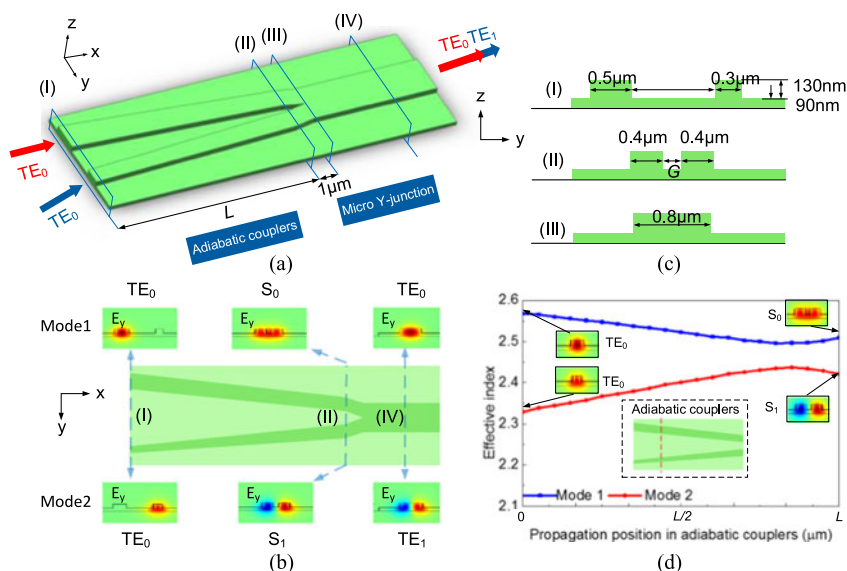 z
x
y
(I)
(II)
(III)
(IV)
TE0 TE1
TE0
TE0
L
1μm
Adiabatic couplers
Micro Y-junction
(a)
z
y
(I)
0.5μm
0.3μm
130nm
90nm
(II)
0.4μm
0.4μm
G
(III)
0.8μm
(c)
TE0
S0
TE0
Mode1
Ey
Ey
Ey
x
y
(I)
(II)
(IV)
Mode2
Ey
Ey
Ey
TE0
S1
TE1
(b)
2.6
2.5
2.4
2.3
2.2
2.1
Effective index
S0
TE0
TE0
S1
Adiabatic couplers
Mode 1
Mode 2
0
L/2
L
Propagation position in adiabatic couplers (μm)
(d)